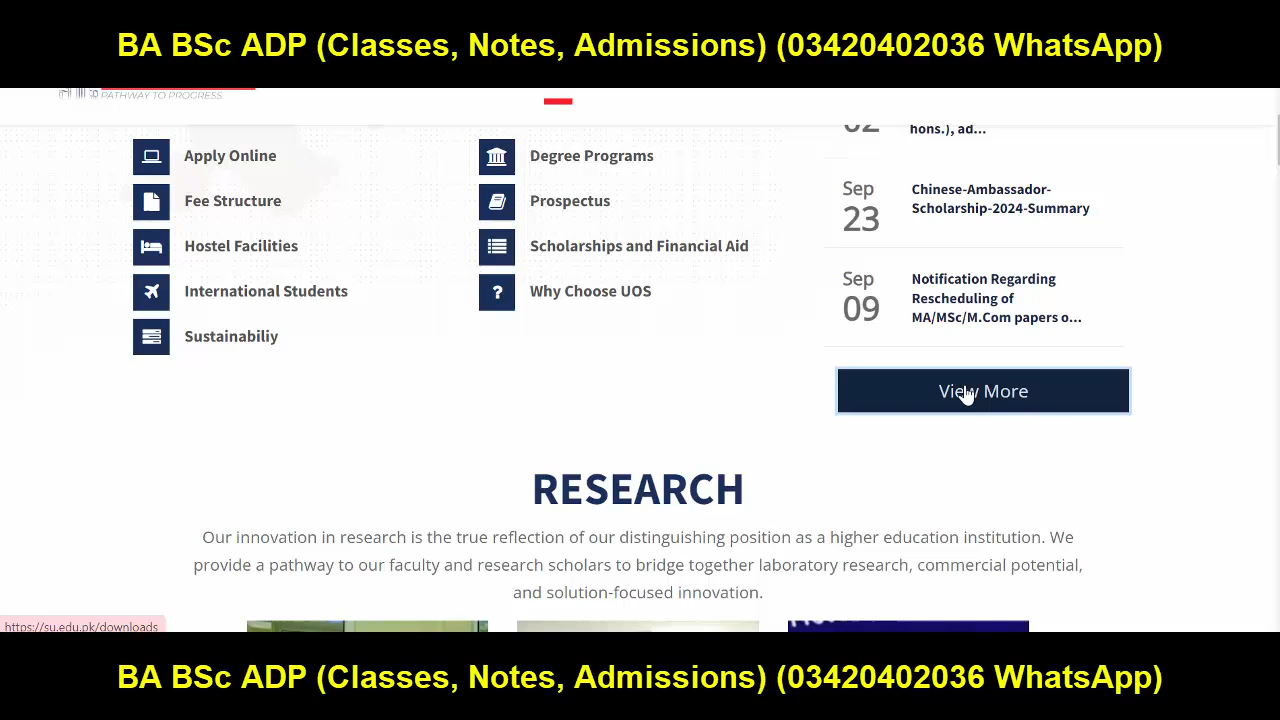 BA BSc ADP (Classes, Notes, Admissions) (03420402036 WhatsApp)
PATHWAY TO PROGRESS
Apply Online
Fee Structure
Hostel Facilities
International Students
Sustainabiliy
Degree Programs
Prospectus
Scholarships and Financial Aid
? Why Choose UOS
02
hons.), ad...
Sep
23
Chinese-Ambassador-
Scholarship-2024-Summary
Sep
09
Notification Regarding
Rescheduling of
MA/MSc/M.Com papers o...
View More
RESEARCH
Our innovation in research is the true reflection of our distinguishing position as a higher education institution. We
provide a pathway to our faculty and research scholars to bridge together laboratory research, commercial potential,
and solution-focused innovation.
https://su.edu.pk/downloads
BA BSc ADP (Classes, Notes, Admissions) (03420402036 WhatsApp)